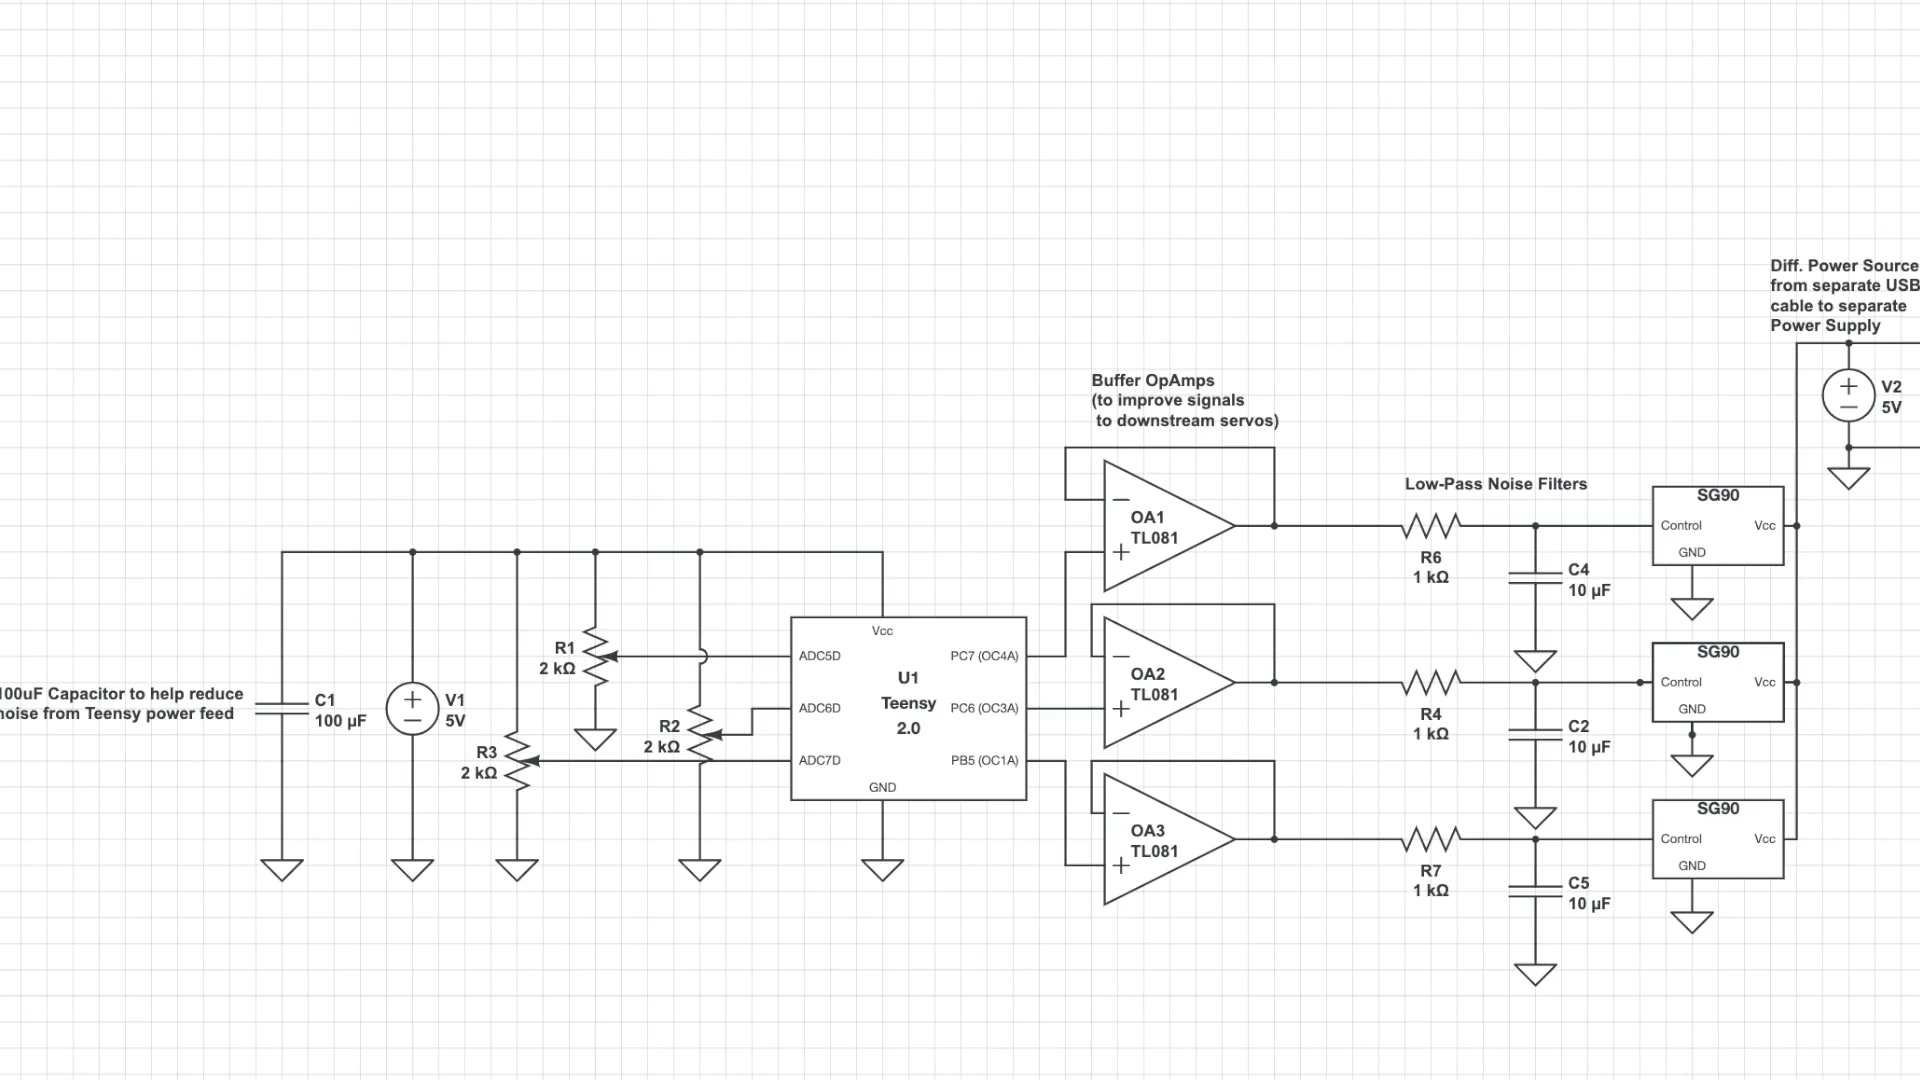 Diff. Power Source
from separate USB
cable to separate
Power Supply
V2
5V
Buffer OpAmps
(to improve signals
to downstream servos)
Low-Pass Noise Filters
OA1
TL081
R6
1 kΩ
C4
10 µF
SG90
Control
Vcc
GND
100uF Capacitor to help reduce
noise from Teensy power feed
C1
100 µF
V1
5V
R3
2 kΩ
R1
2 kΩ
R2
2 kΩ
Vcc
ADC5D
ADC6D
ADC7D
U1
Teensy
2.0
PC7 (OC4A)
PC6 (OC3A)
PB5 (OC1A)
GND
OA2
TL081
R4
1 kΩ
C2
10 µF
SG90
Control
Vcc
GND
OA3
TL081
R7
1 kΩ
C5
10 µF
SG90
Control
Vcc
GND